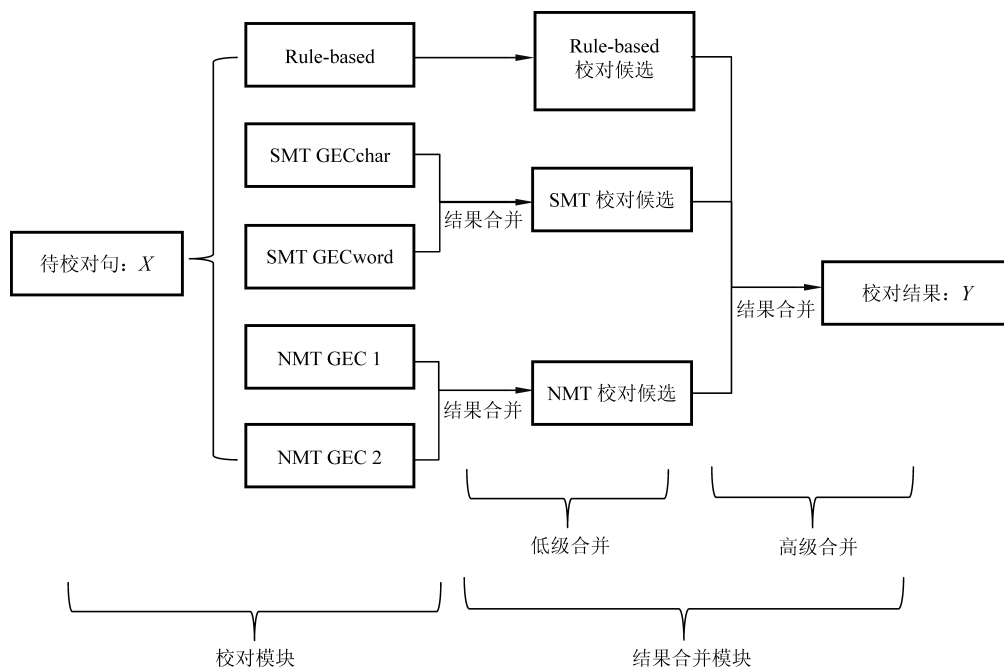 Rule-based
Rule-based
校对候选
SMT GECchar
SMT 校对候选
结果合并
SMT GECword
待校对句：X
校对结果：Y
结果合并
NMT GEC 1
NMT 校对候选
结果合并
NMT GEC 2
低级合并
高级合并
校对模块
结果合并模块